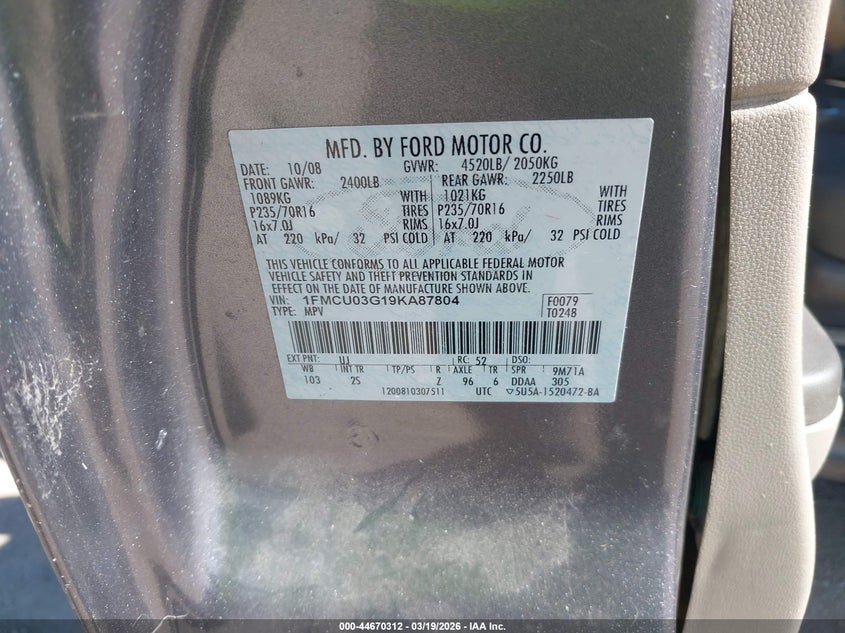 MFD. BY FORD MOTOR CO.
DATE: 10/08 GVWR: 4520LB/ 2050KG
FRONT GAWR: 2400LB REAR GAWR: 2250LB
1089KG WITH 1021KG WITH
P235/70R16 TIRES P235/70R16 TIRES
16x7.0J RIMS 16x7.0J RIMS
AT 220 kPa/ 32 PSI COLD AT 220 kPa/ 32 PSI COLD
THIS VEHICLE CONFORMS TO ALL APPLICABLE FEDERAL MOTOR
VEHICLE SAFETY AND THEFT PREVENTION STANDARDS IN
EFFECT ON THE DATE OF MANUFACTURE SHOWN ABOVE.
VIN: 1FMCU03G19KA87804 F0079
TYPE: MPV T0248
EXT PNT: UJ RC: 52 DSO:
WB INT TR TP/PS R AXLE TR SPR 9M71A
103 2S Z 96 6 DDAA 305
1200810307511 UTC ▽5U5A-1520472-BA
000-44670312 - 03/19/2026 - IAA Inc.